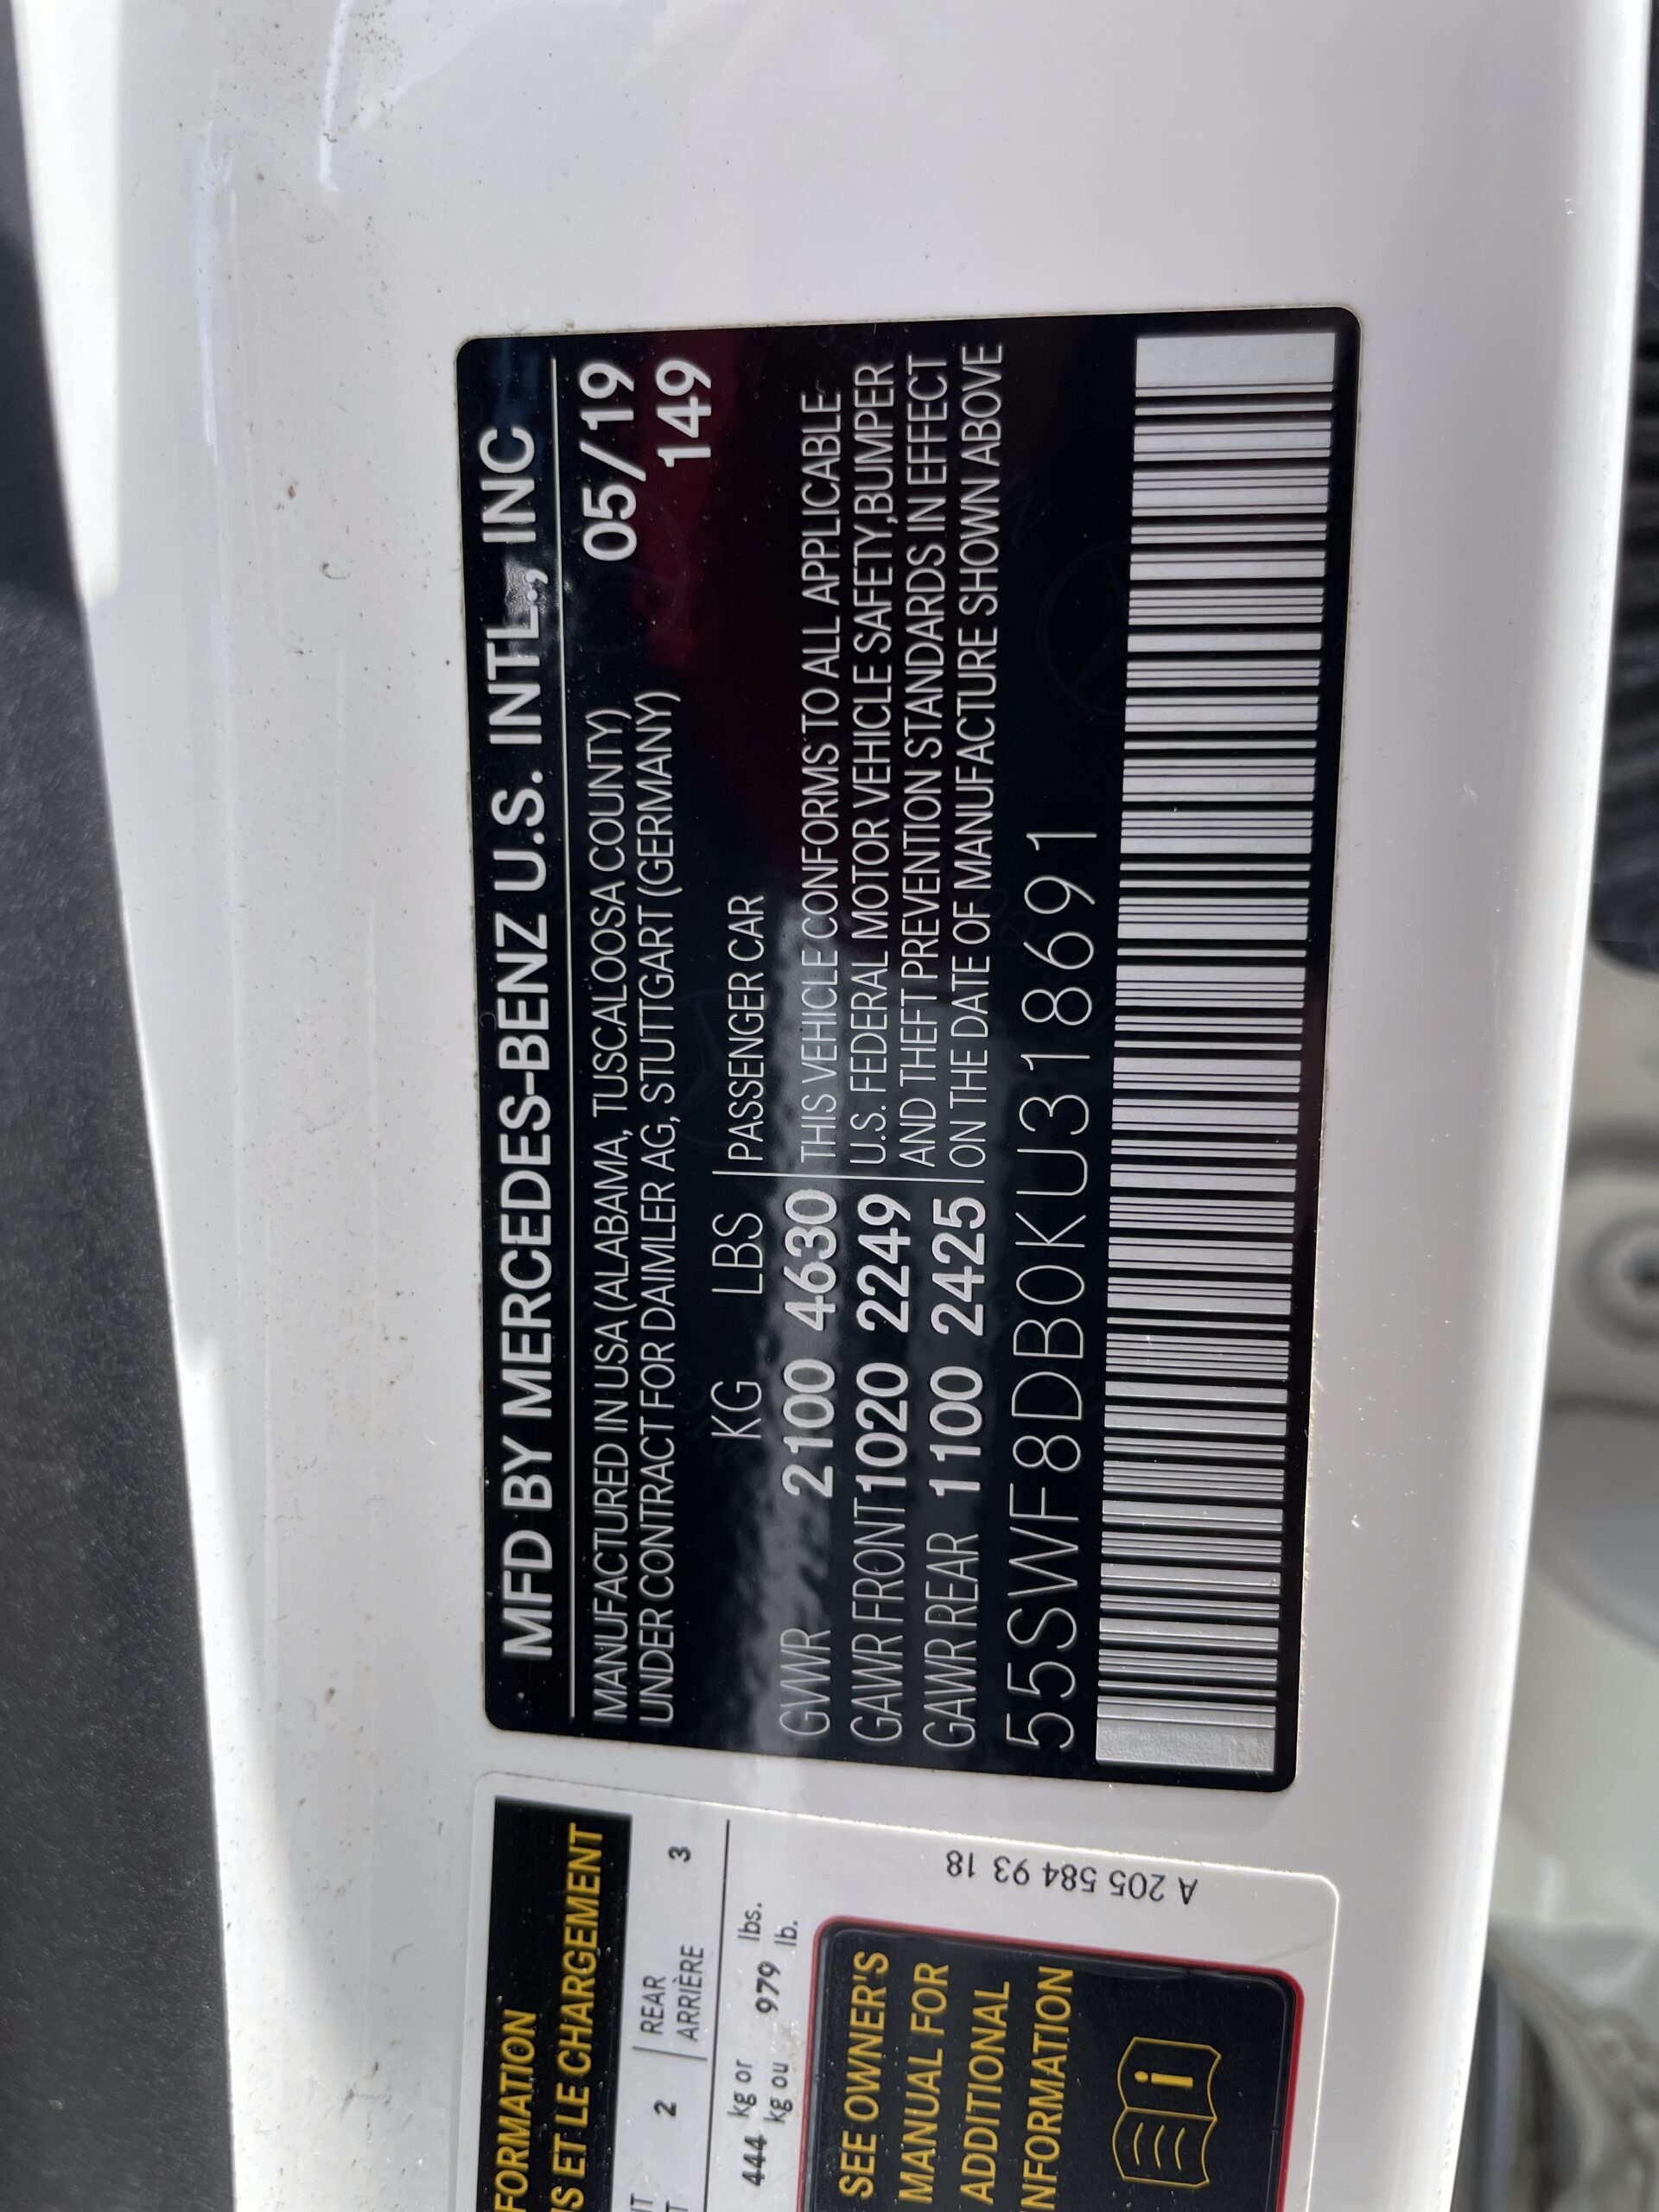 MFD BY MERCEDES-BENZ U.S. INTL., INC
MANUFACTURED IN USA (ALABAMA, TUSCALOOSA COUNTY) 05/19
UNDER CONTRACT FOR DAIMLER AG, STUTTGART (GERMANY) 149
KG LBS PASSENGER CAR
GVWR 2100 4630 THIS VEHICLE CONFORMS TO ALL APPLICABLE
GAWR FRONT 1020 2249 U.S. FEDERAL MOTOR VEHICLE SAFETY,BUMPER
GAWR REAR 1100 2425 AND THEFT PREVENTION STANDARDS IN EFFECT
ON THE DATE OF MANUFACTURE SHOWN ABOVE
55SWF8DB0KU318691
ET LE CHARGEMENT
2 REAR 3
ARRIÈRE
444 kg or 979 lbs.
kg ou lb.
SEE OWNER'S
MANUAL FOR
ADDITIONAL
INFORMATION
i
A 205 584 93 18